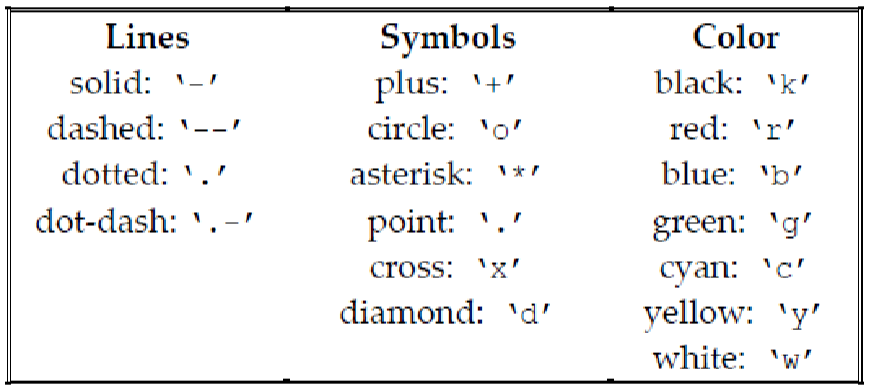 Lines Symbols Color
solid: ‘-’ plus: ‘+’ black: ‘k’
dashed: ‘--’ circle: ‘o’ red: ‘r’
dotted: ‘.’ asterisk: ‘*’ blue: ‘b’
dot-dash: ‘.-’ point: ‘.’ green: ‘g’
cross: ‘x’ cyan: ‘c’
diamond: ‘d’ yellow: ‘y’
white: ‘w’